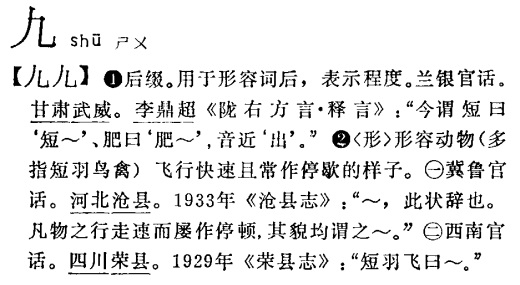 𠘧 shū ㄕㄨ
【𠘧𠘧】❶后缀。用于形容词后，表示程度。兰银官话。
甘肃武威。李鼎超《陇右方言·释言》：“今谓短曰
‘短～’、肥曰‘肥～’，音近‘出’。”❷〈形〉形容动物（多
指短羽鸟禽）飞行快速且常作停歇的样子。㊀冀鲁官
话。河北沧县。1933年《沧县志》：“～，此状辞也。
凡物之行走速而屡作停顿，其貌均谓之～。”㊁西南官
话。四川荣县。1929年《荣县志》：“短羽飞曰～。”